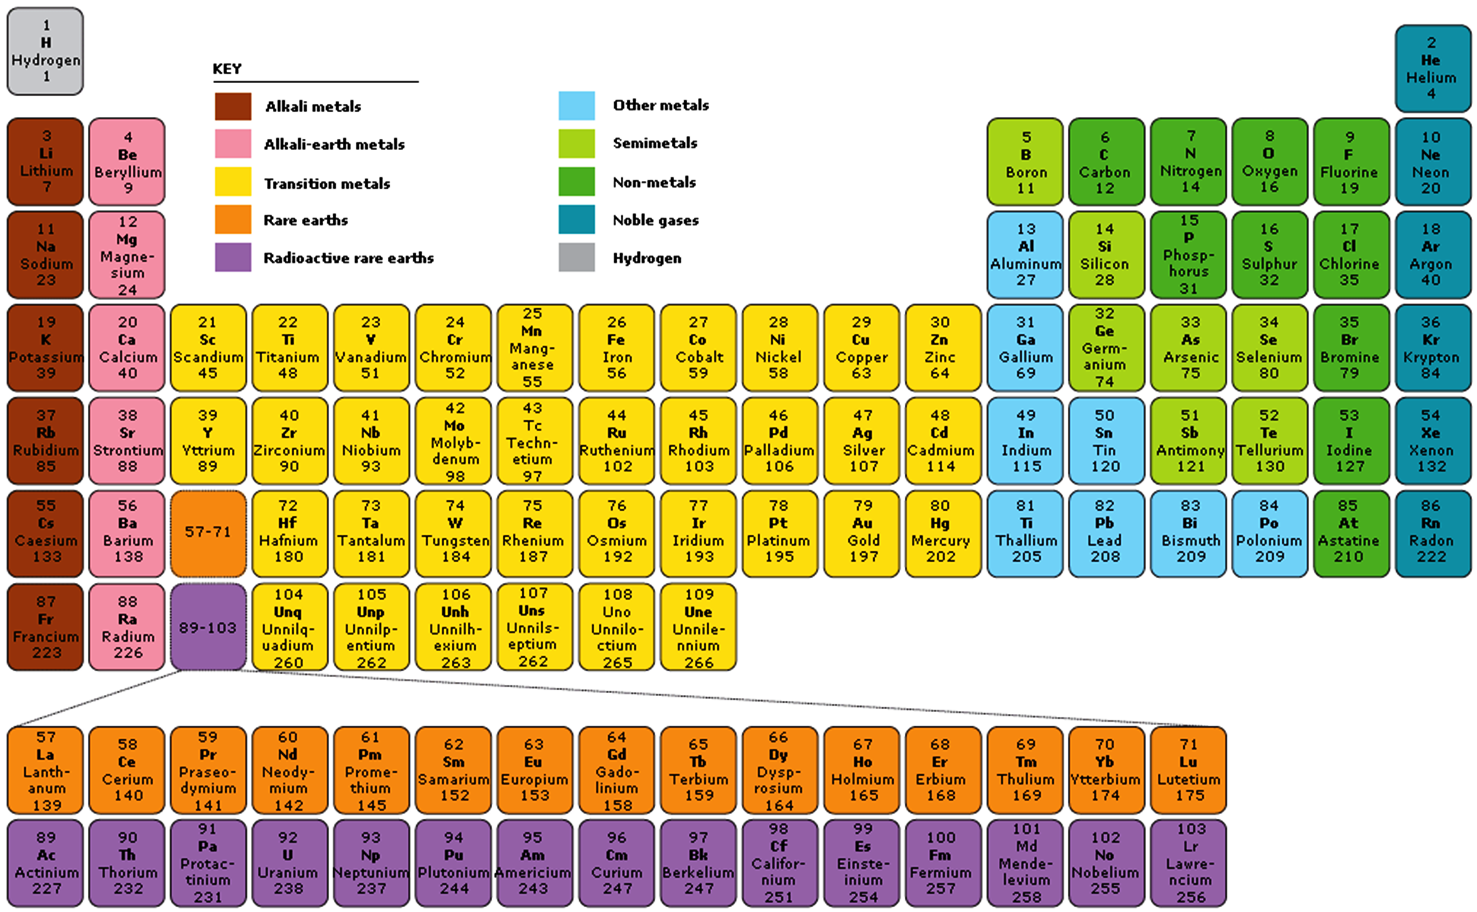 1
H
Hydrogen
1
2
He
Helium
4
KEY
Alkali metals
Alkali-earth metals
Transition metals
Rare earths
Radioactive rare earths
Other metals
Semimetals
Non-metals
Noble gases
Hydrogen
3
Li
Lithium
7
4
Be
Beryllium
9
5
B
Boron
11
6
C
Carbon
12
7
N
Nitrogen
14
8
O
Oxygen
16
9
F
Fluorine
19
10
Ne
Neon
20
11
Na
Sodium
23
12
Mg
Magne-
sium
24
13
Al
Aluminum
27
14
Si
Silicon
28
15
P
Phosp-
horus
31
16
S
Sulphur
32
17
Cl
Chlorine
35
18
Ar
Argon
40
19
K
Potassium
39
20
Ca
Calcium
40
21
Sc
Scandium
45
22
Ti
Titanium
48
23
V
Vanadium
51
24
Cr
Chromium
52
25
Mn
Mang-
anese
55
26
Fe
Iron
56
27
Co
Cobalt
59
28
Ni
Nickel
58
29
Cu
Copper
63
30
Zn
Zinc
64
31
Ga
Gallium
69
32
Ge
Germ-
anium
74
33
As
Arsenic
75
34
Se
Selenium
80
35
Br
Bromine
79
36
Kr
Krypton
84
37
Rb
Rubidium
85
38
Sr
Strontium
88
39
Y
Yttrium
89
40
Zr
Zirconium
90
41
Nb
Niobium
93
42
Mo
Molyb-
denum
98
43
Tc
Techn-
etium
97
44
Ru
Ruthenium
102
45
Rh
Rhodium
103
46
Pd
Palladium
106
47
Ag
Silver
107
48
Cd
Cadmium
114
49
In
Indium
115
50
Sn
Tin
120
51
Sb
Antimony
121
52
Te
Tellurium
130
53
I
Iodine
127
54
Xe
Xenon
132
55
Cs
Caesium
133
56
Ba
Barium
138
57-71
72
Hf
Hafnium
180
73
Ta
Tantalum
181
74
W
Tungsten
184
75
Re
Rhenium
187
76
Os
Osmium
192
77
Ir
Iridium
193
78
Pt
Platinum
195
79
Au
Gold
197
80
Hg
Mercury
202
81
Ti
Thallium
205
82
Pb
Lead
208
83
Bi
Bismuth
209
84
Po
Polonium
209
85
At
Astatine
210
86
Rn
Radon
222
87
Fr
Francium
223
88
Ra
Radium
226
89-103
104
Unq
Unnilq-
uadium
260
105
Unp
Unnilp-
entium
262
106
Unh
Unnilh-
exium
263
107
Uns
Unnils-
eptium
262
108
Uno
Unnilo-
ctium
265
109
Une
Unnile-
nnium
266
57
La
Lanth-
anum
139
58
Ce
Cerium
140
59
Pr
Praseo-
dymium
141
60
Nd
Neody-
mium
142
61
Pm
Prome-
thium
145
62
Sm
Samarium
152
63
Eu
Europium
153
64
Gd
Gado-
linium
158
65
Tb
Terbium
159
66
Dy
Dysp-
rosium
164
67
Ho
Holmium
165
68
Er
Erbium
168
69
Tm
Thulium
169
70
Yb
Ytterbium
174
71
Lu
Lutetium
175
89
Ac
Actinium
227
90
Th
Thorium
232
91
Pa
Protac-
tinium
231
92
U
Uranium
238
93
Np
Neptunium
237
94
Pu
Plutonium
244
95
Am
Americium
243
96
Cm
Curium
247
97
Bk
Berkelium
247
98
Cf
Califor-
nium
251
99
Es
Einste-
inium
254
100
Fm
Fermium
257
101
Md
Mende-
levium
258
102
No
Nobelium
255
103
Lr
Lawre-
ncium
256